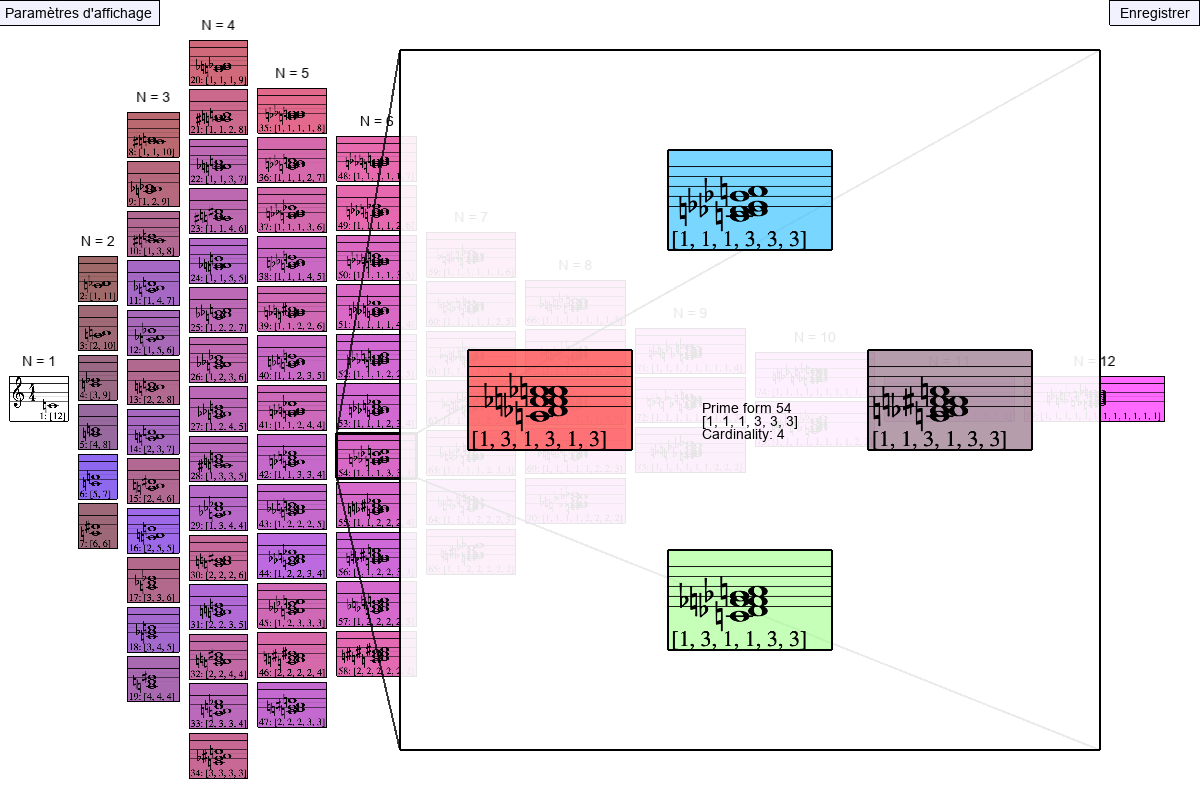 Paramètres d'affichage
Enregistrer
N = 1
1: [12]
N = 2
2: [1, 11]
3: [2, 10]
4: [3, 9]
5: [4, 8]
6: [5, 7]
7: [6, 6]
N = 3
8: [1, 1, 10]
9: [1, 2, 9]
10: [1, 3, 8]
11: [1, 4, 7]
12: [1, 5, 6]
13: [2, 2, 8]
14: [2, 3, 7]
15: [2, 4, 6]
16: [2, 5, 5]
17: [3, 3, 6]
18: [3, 4, 5]
19: [4, 4, 4]
N = 4
20: [1, 1, 1, 9]
21: [1, 1, 2, 8]
22: [1, 1, 3, 7]
23: [1, 1, 4, 6]
24: [1, 1, 5, 5]
25: [1, 2, 2, 7]
26: [1, 2, 3, 6]
27: [1, 2, 4, 5]
28: [1, 3, 3, 5]
29: [1, 3, 4, 4]
30: [2, 2, 2, 6]
31: [2, 2, 3, 5]
32: [2, 2, 4, 4]
33: [2, 3, 3, 4]
34: [3, 3, 3, 3]
N = 5
35: [1, 1, 1, 1, 8]
36: [1, 1, 1, 2, 7]
37: [1, 1, 1, 3, 6]
38: [1, 1, 1, 4, 5]
39: [1, 1, 2, 2, 6]
40: [1, 1, 2, 3, 5]
41: [1, 1, 2, 4, 4]
42: [1, 1, 3, 3, 4]
43: [1, 2, 2, 2, 5]
44: [1, 2, 2, 3, 4]
45: [1, 2, 3, 3, 3]
46: [2, 2, 2, 2, 4]
47: [2, 2, 2, 3, 3]
N = 6
48: [1, 1, 1, 1
49: [1, 1, 1, 1
50: [1, 1, 1, 1
51: [1, 1, 1, 1
52: [1, 1, 1, 2
53: [1, 1, 1, 2
54: [1, 1, 1, 3
55: [1, 1, 2, 2
56: [1, 1, 2, 2
57: [1, 2, 2, 2
58: [2, 2, 2, 2
N = 7
N = 8
N = 9
N = 10
N = 11
N = 12
[1, 1, 1, 3, 3, 3]
[1, 3, 1, 3, 1, 3]
Prime form 54
[1, 1, 1, 3, 3, 3]
Cardinality: 4
[1, 1, 3, 1, 3, 3]
[1, 3, 1, 1, 3, 3]
1, 1, 1, 1, 1]